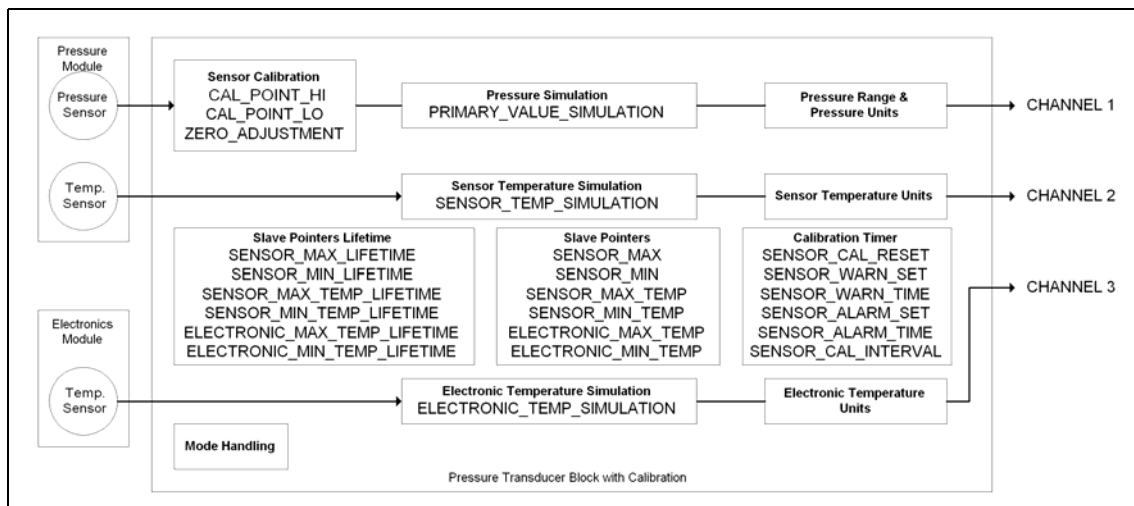 Pressure
Module
Pressure
Sensor
Temp.
Sensor
Sensor Calibration
CAL_POINT_HI
CAL_POINT_LO
ZERO_ADJUSTMENT
Pressure Simulation
PRIMARY_VALUE_SIMULATION
Pressure Range &
Pressure Units
CHANNEL 1
Sensor Temperature Simulation
SENSOR_TEMP_SIMULATION
Sensor Temperature Units
CHANNEL 2
Slave Pointers Lifetime
SENSOR_MAX_LIFETIME
SENSOR_MIN_LIFETIME
SENSOR_MAX_TEMP_LIFETIME
SENSOR_MIN_TEMP_LIFETIME
ELECTRONIC_MAX_TEMP_LIFETIME
ELECTRONIC_MIN_TEMP_LIFETIME
Slave Pointers
SENSOR_MAX
SENSOR_MIN
SENSOR_MAX_TEMP
SENSOR_MIN_TEMP
ELECTRONIC_MAX_TEMP
ELECTRONIC_MIN_TEMP
Calibration Timer
SENSOR_CAL_RESET
SENSOR_WARN_SET
SENSOR_WARN_TIME
SENSOR_ALARM_SET
SENSOR_ALARM_TIME
SENSOR_CAL_INTERVAL
CHANNEL 3
Electronics
Module
Temp.
Sensor
Electronic Temperature Simulation
ELECTRONIC_TEMP_SIMULATION
Electronic Temperature
Units
Mode Handling
Pressure Transducer Block with Calibration